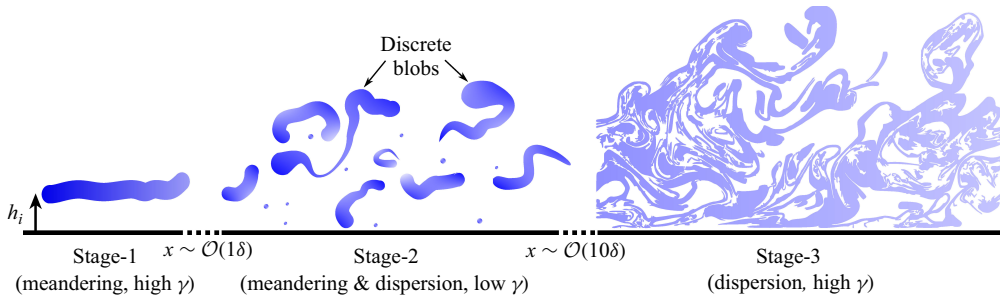 Discrete
blobs
h_i
x ~ 𝒪(1δ)
x ~ 𝒪(10δ)
Stage-1
Stage-2
Stage-3
(meandering, high γ)
(meandering & dispersion, low γ)
(dispersion, high γ)